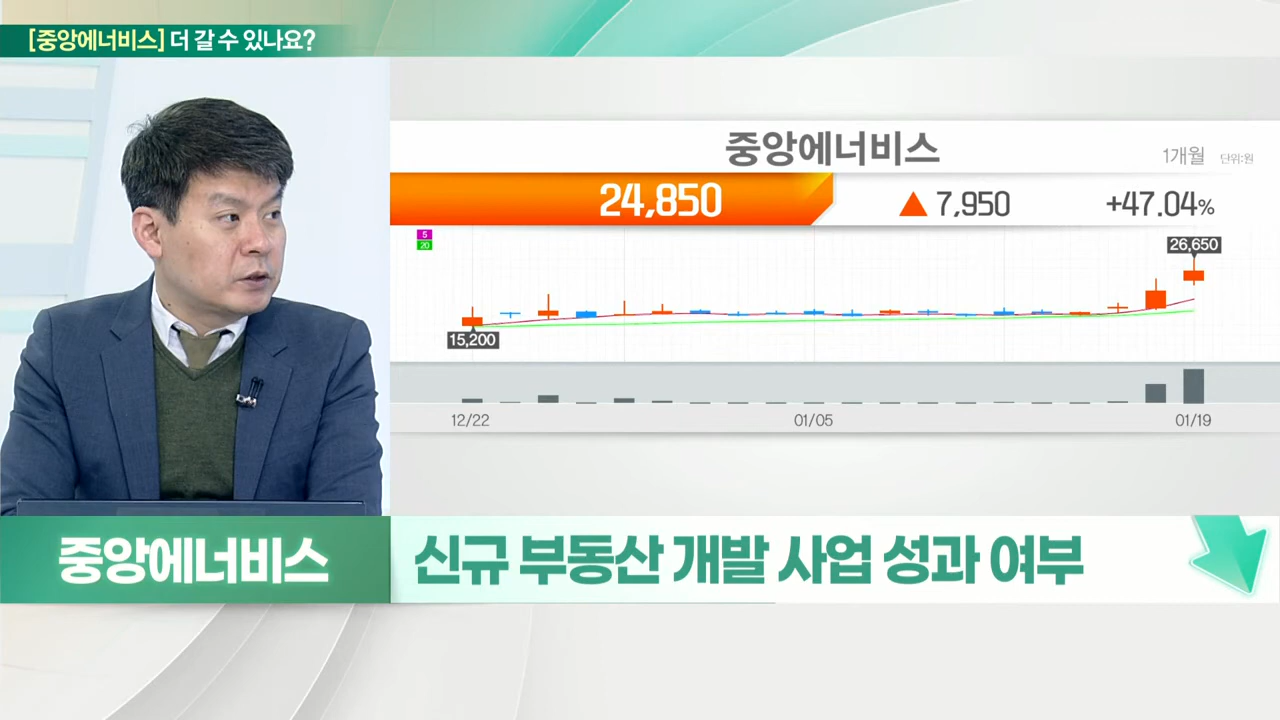 [중앙에너비스] 더 갈 수 있나요?
중앙에너비스
1개월 단위:원
24,850 ▲ 7,950 +47.04%
5
20
26,650
15,200
12/22 01/05 01/19
중앙에너비스 신규 부동산 개발 사업 성과 여부